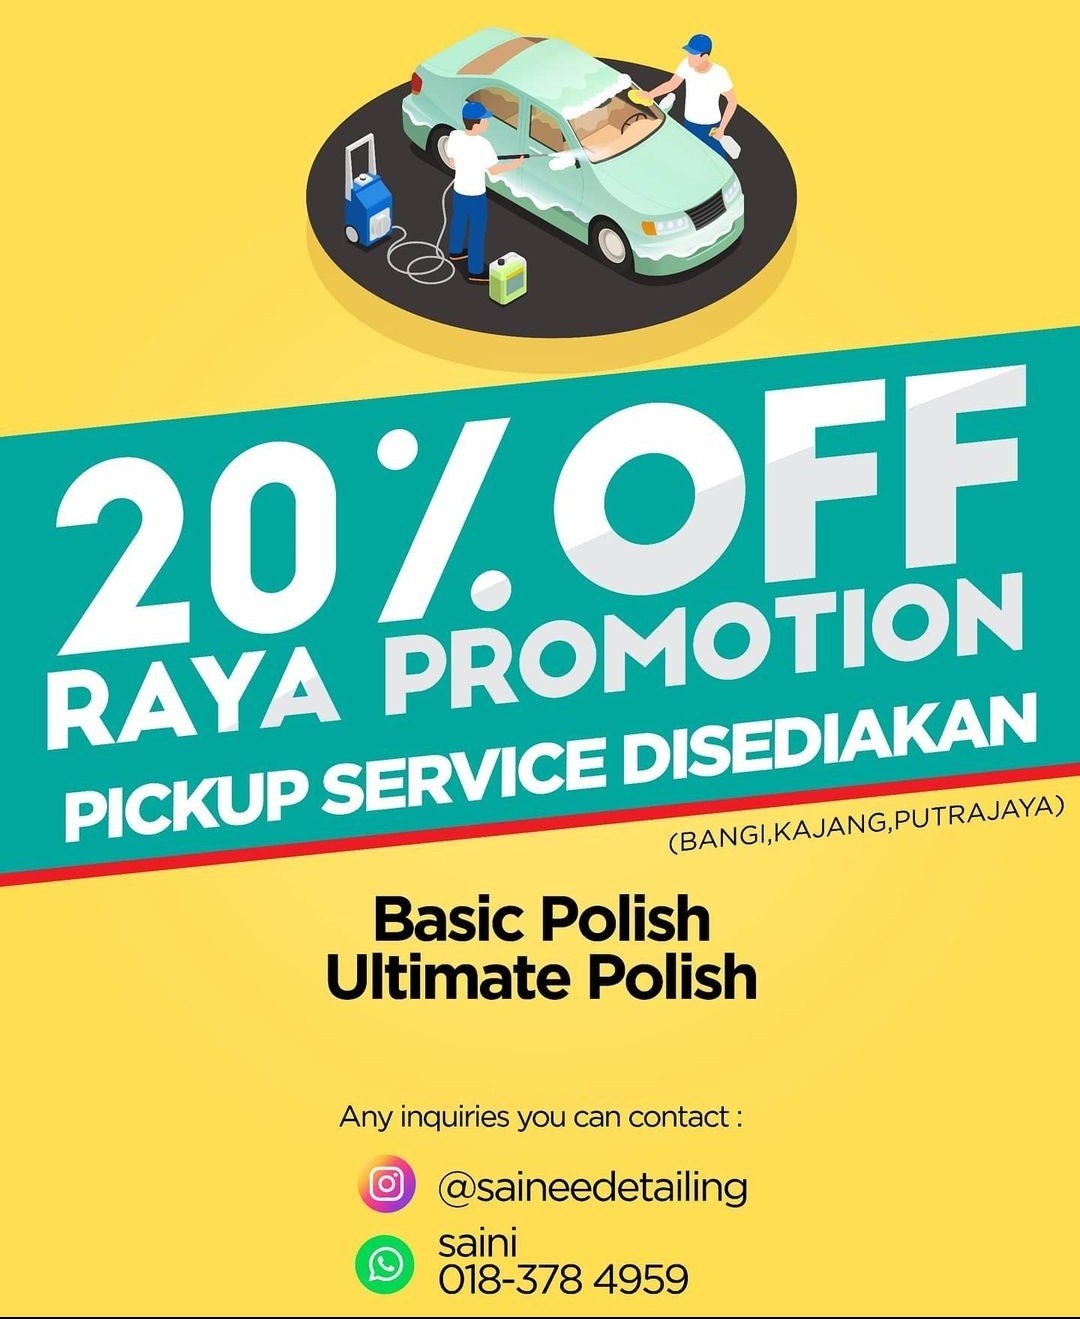 20% OFF
RAYA PROMOTION
PICKUP SERVICE DISEDIAKAN
(BANGI,KAJANG,PUTRAJAYA)
Basic Polish
Ultimate Polish
Any inquiries you can contact :
@saineedetailing
saini
018-378 4959